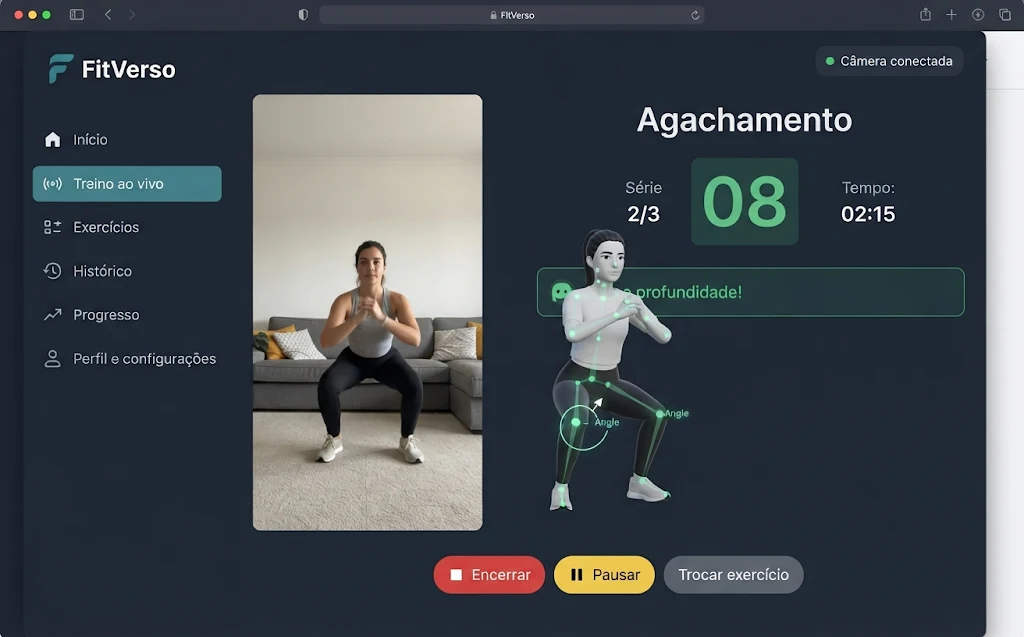 FitVerso
FitVerso
Câmera conectada
Início
Treino ao vivo
Exercícios
Histórico
Progresso
Perfil e configurações
Agachamento
Série
2/3
08
Tempo:
02:15
profundidade!
Angle
Angle
Encerrar
Pausar
Trocar exercício